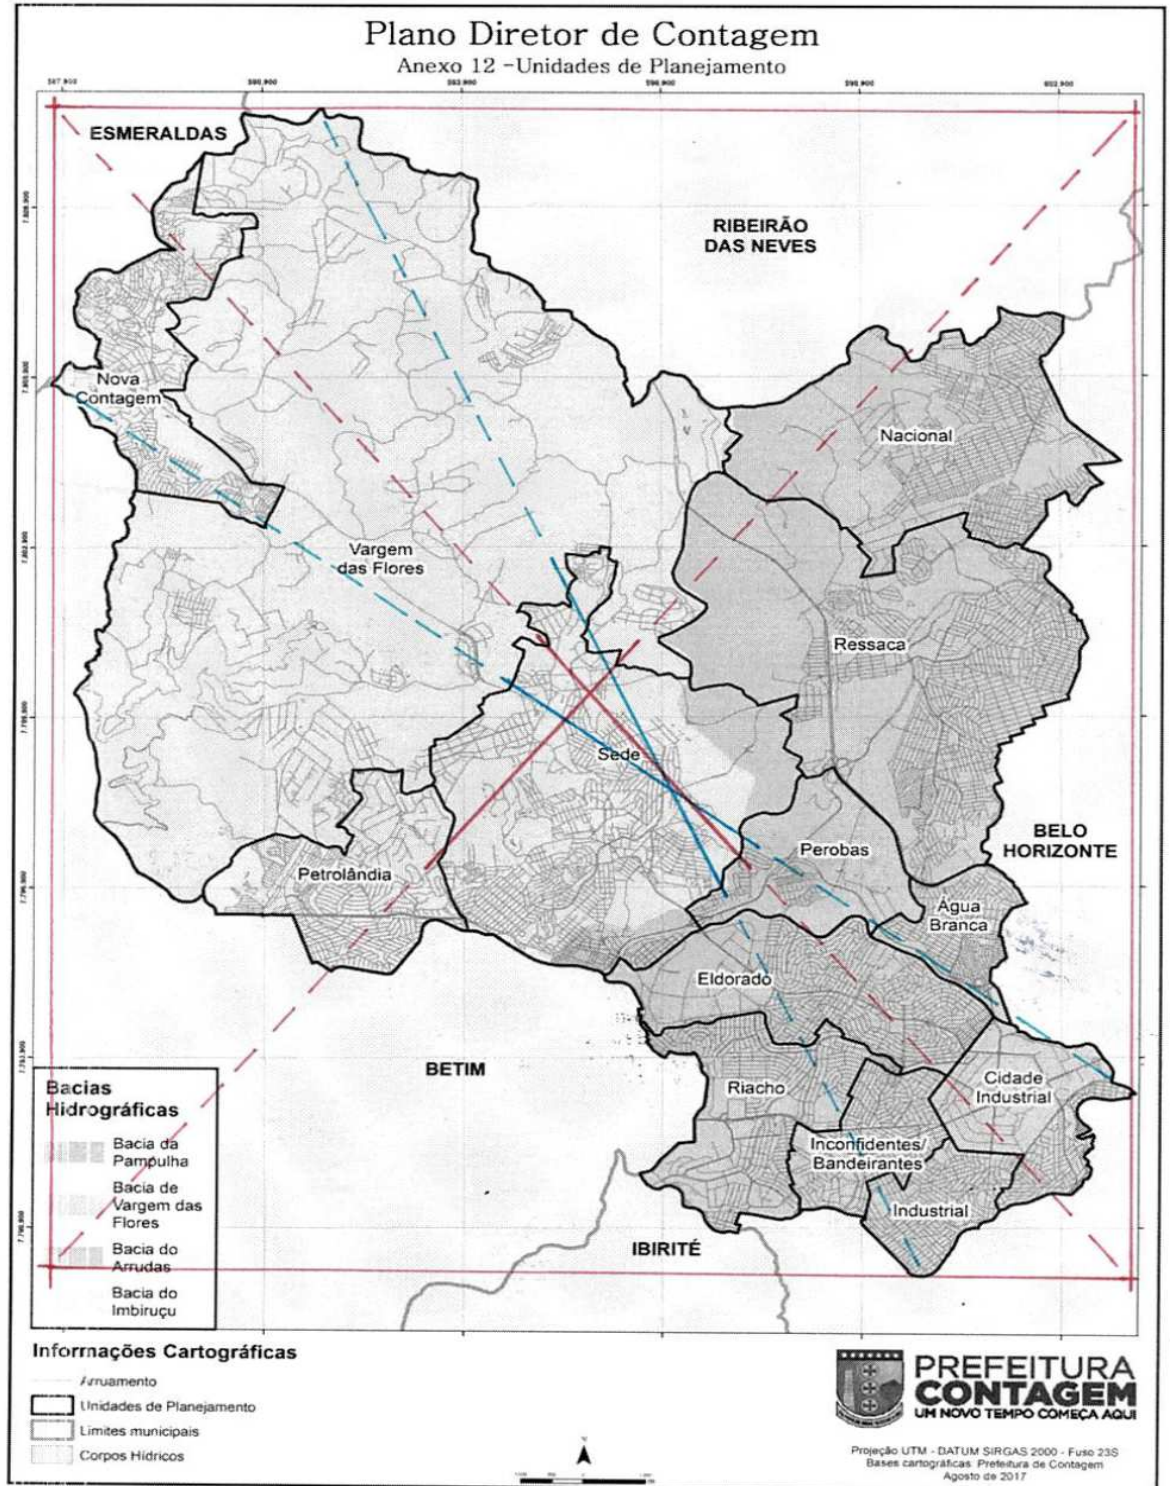 Plano Diretor de Contagem
Anexo 12 -Unidades de Planejamento
ESMERALDAS
RIBEIRÃO
DAS NEVES
Nova
Contagem
Nacional
Vargem
das Flores
Ressaca
Sede
BELO
HORIZONTE
Perobas
Petrolândia
Água
Branca
Eldorado
BETIM
Riacho
Cidade
Industrial
Inconfidentes/
Bandeirantes
Industrial
IBIRITÉ
Bacias
Hidrográficas
Bacia da
Pampulha
Bacia de
Vargem das
Flores
Bacia do
Arrudas
Bacia do
Imbiruçu
Informações Cartográficas
Arruamento
Unidades de Planejamento
Limites municipais
Corpos Hídricos
PREFEITURA
CONTAGEM
UM NOVO TEMPO COMEÇA AQUI
Projeção UTM - DATUM SIRGAS 2000 - Fuso 23S
Bases cartográficas: Prefeitura de Contagem
Agosto de 2017